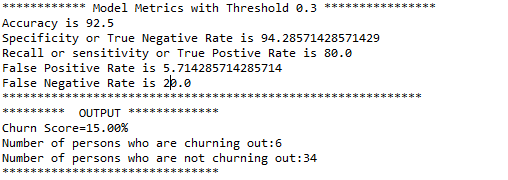 ************ Model Metrics with Threshold 0.3 ****************
Accuracy is 92.5
Specificity or True Negative Rate is 94.28571428571429
Recall or sensitivity or True Postive Rate is 80.0
False Positive Rate is 5.714285714285714
False Negative Rate is 20.0
************************************************************
*********  OUTPUT *************
Churn Score=15.00%
Number of persons who are churning out:6
Number of persons who are not churning out:34
*******************************